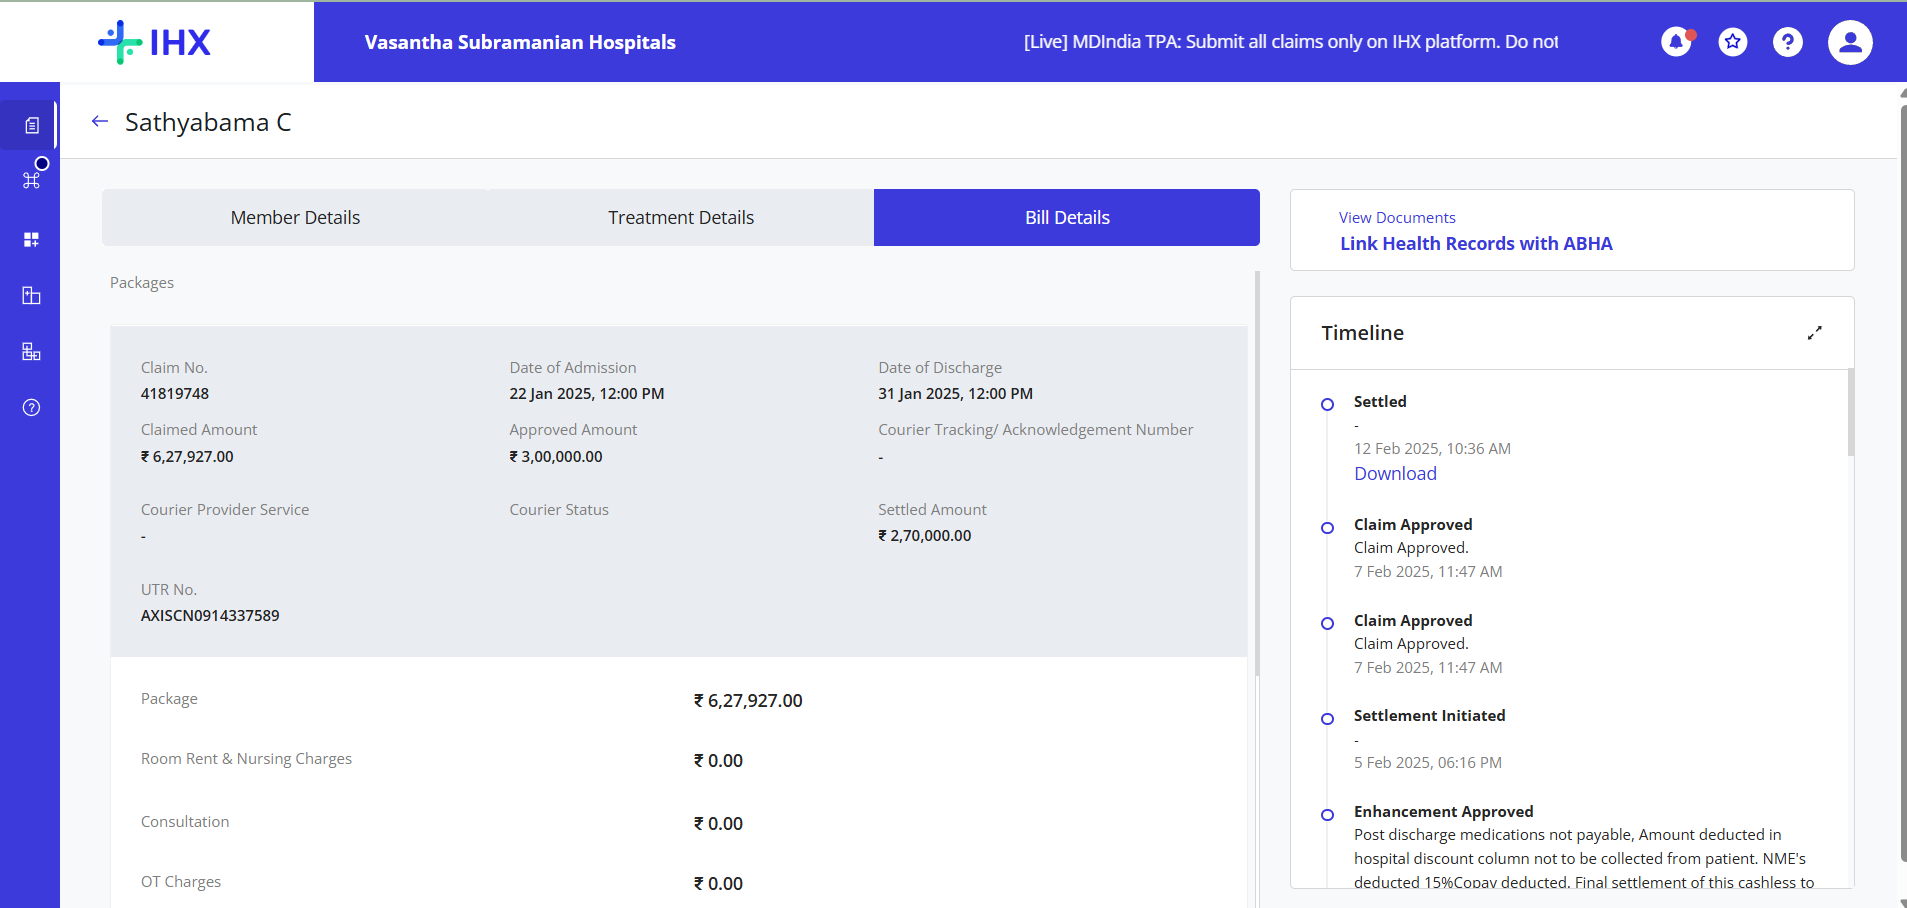 IHX
Vasantha Subramanian Hospitals
[Live] MDIndia TPA: Submit all claims only on IHX platform. Do not
Sathyabama C
Member Details
Treatment Details
Bill Details
Packages
Claim No.
41819748
Date of Admission
22 Jan 2025, 12:00 PM
Date of Discharge
31 Jan 2025, 12:00 PM
Claimed Amount
₹ 6,27,927.00
Approved Amount
₹ 3,00,000.00
Courier Tracking/ Acknowledgement Number
-
Courier Provider Service
-
Courier Status
Settled Amount
₹ 2,70,000.00
UTR No.
AXISCN0914337589
Package
₹ 6,27,927.00
Room Rent & Nursing Charges
₹ 0.00
Consultation
₹ 0.00
OT Charges
₹ 0.00
View Documents
Link Health Records with ABHA
Timeline
Settled
-
12 Feb 2025, 10:36 AM
Download
Claim Approved
Claim Approved.
7 Feb 2025, 11:47 AM
Claim Approved
Claim Approved.
7 Feb 2025, 11:47 AM
Settlement Initiated
-
5 Feb 2025, 06:16 PM
Enhancement Approved
Post discharge medications not payable, Amount deducted in
hospital discount column not to be collected from patient. NME's
deducted 15%Copay deducted. Final settlement of this cashless to